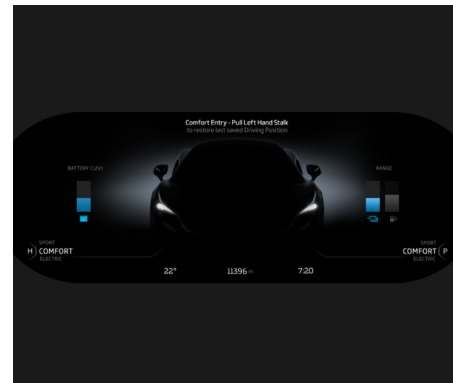 Comfort Entry - Pull Left Hand Stalk
to restore last saved Driving Position
BATTERY (12V)
RANGE
SPORT
H COMFORT
ELECTRIC
SPORT
COMFORT P
ELECTRIC
22°
11396 mi
7:20